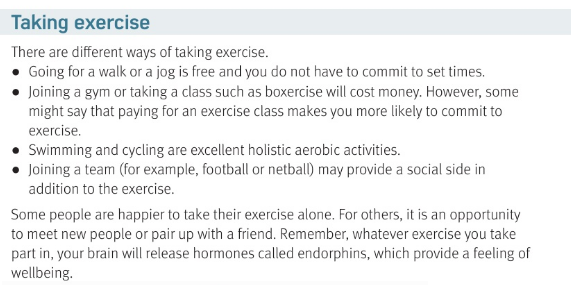 Taking exercise
There are different ways of taking exercise.
● Going for a walk or a jog is free and you do not have to commit to set times.
● Joining a gym or taking a class such as boxercise will cost money. However, some
might say that paying for an exercise class makes you more likely to commit to
exercise.
● Swimming and cycling are excellent holistic aerobic activities.
● Joining a team (for example, football or netball) may provide a social side in
addition to the exercise.
Some people are happier to take their exercise alone. For others, it is an opportunity
to meet new people or pair up with a friend. Remember, whatever exercise you take
part in, your brain will release hormones called endorphins, which provide a feeling of
wellbeing.